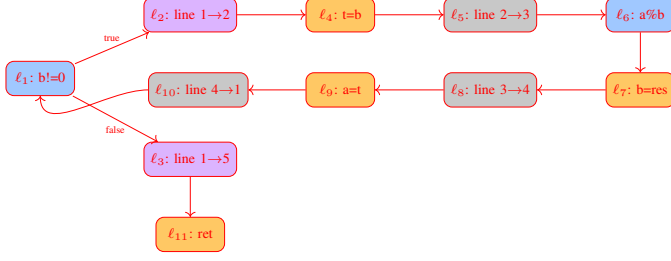 ℓ₂: line 1→2
ℓ₄: t=b
ℓ₅: line 2→3
ℓ₆: a%b
true
ℓ₁: b!=0
ℓ₁₀: line 4→1
ℓ₉: a=t
ℓ₈: line 3→4
ℓ₇: b=res
false
ℓ₃: line 1→5
ℓ₁₁: ret